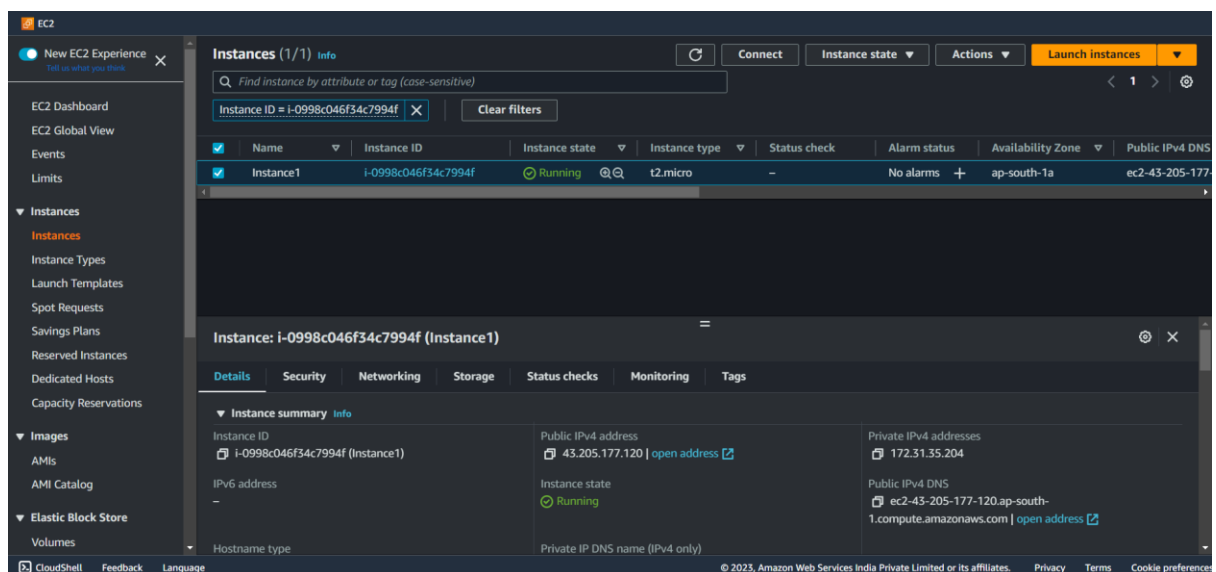 EC2
New EC2 Experience
Tell us what you think
EC2 Dashboard
EC2 Global View
Events
Limits
Instances
Instances
Instance Types
Launch Templates
Spot Requests
Savings Plans
Reserved Instances
Dedicated Hosts
Capacity Reservations
Images
AMIs
AMI Catalog
Elastic Block Store
Volumes
Instances (1/1) Info
Connect Instance state Actions Launch instances
Find instance by attribute or tag (case-sensitive)
1
Instance ID = i-0998c046f34c7994f Clear filters
Name Instance ID Instance state Instance type Status check Alarm status Availability Zone Public IPv4 DNS
Instance1 i-0998c046f34c7994f Running t2.micro – No alarms + ap-south-1a ec2-43-205-177-
Instance: i-0998c046f34c7994f (Instance1)
Details Security Networking Storage Status checks Monitoring Tags
Instance summary Info
Instance ID Public IPv4 address Private IPv4 addresses
i-0998c046f34c7994f (Instance1) 43.205.177.120 | open address 172.31.35.204
IPv6 address Instance state Public IPv4 DNS
– Running ec2-43-205-177-120.ap-south-
1.compute.amazonaws.com | open address
Hostname type Private IP DNS name (IPv4 only)
CloudShell Feedback Language © 2023, Amazon Web Services India Private Limited or its affiliates. Privacy Terms Cookie preferences